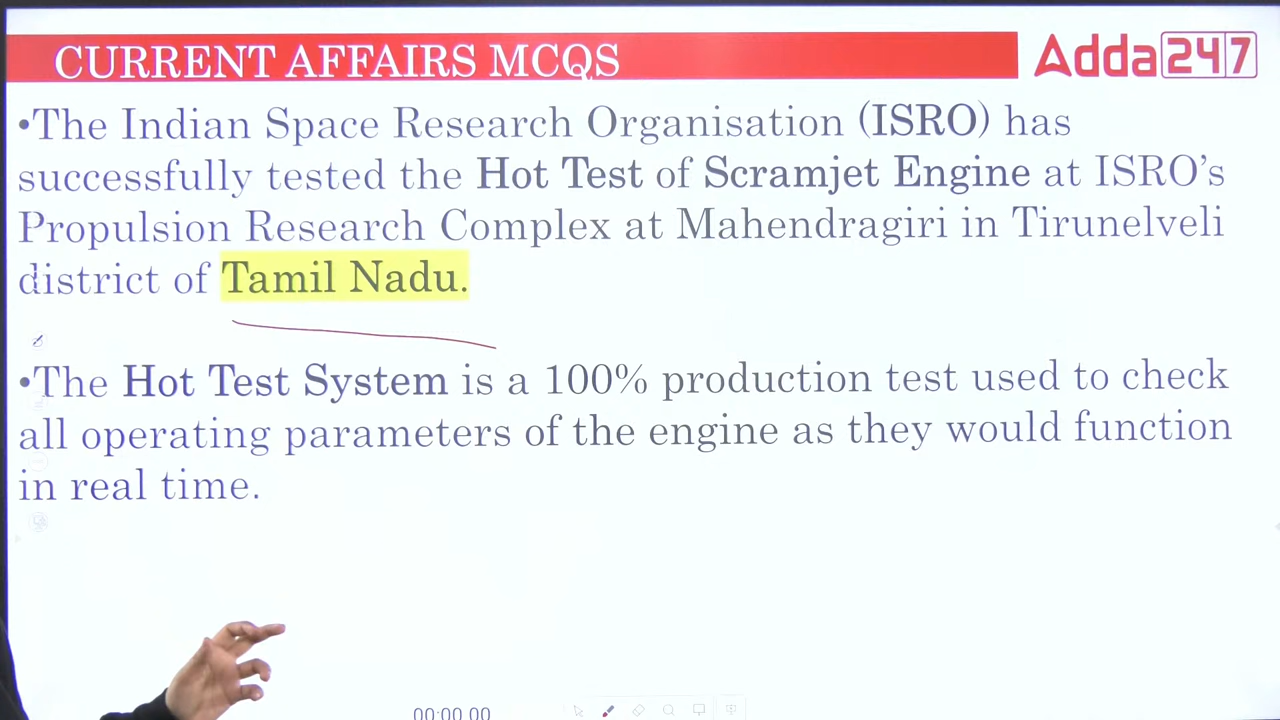 CURRENT AFFAIRS MCQS
Adda247
•The Indian Space Research Organisation (ISRO) has
successfully tested the Hot Test of Scramjet Engine at ISRO's
Propulsion Research Complex at Mahendragiri in Tirunelveli
district of Tamil Nadu.
•The Hot Test System is a 100% production test used to check
all operating parameters of the engine as they would function
in real time.
00:00.00